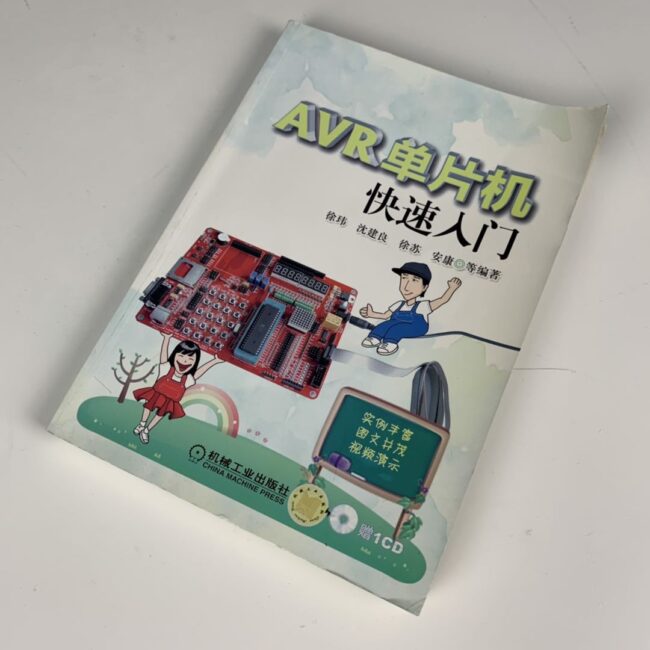 AVR单片机
快速入门
徐玮 沈建良 徐苏 安康 等编著
实例丰富
图文并茂
视频演示
机械工业出版社
CHINA MACHINE PRESS
赠1CD